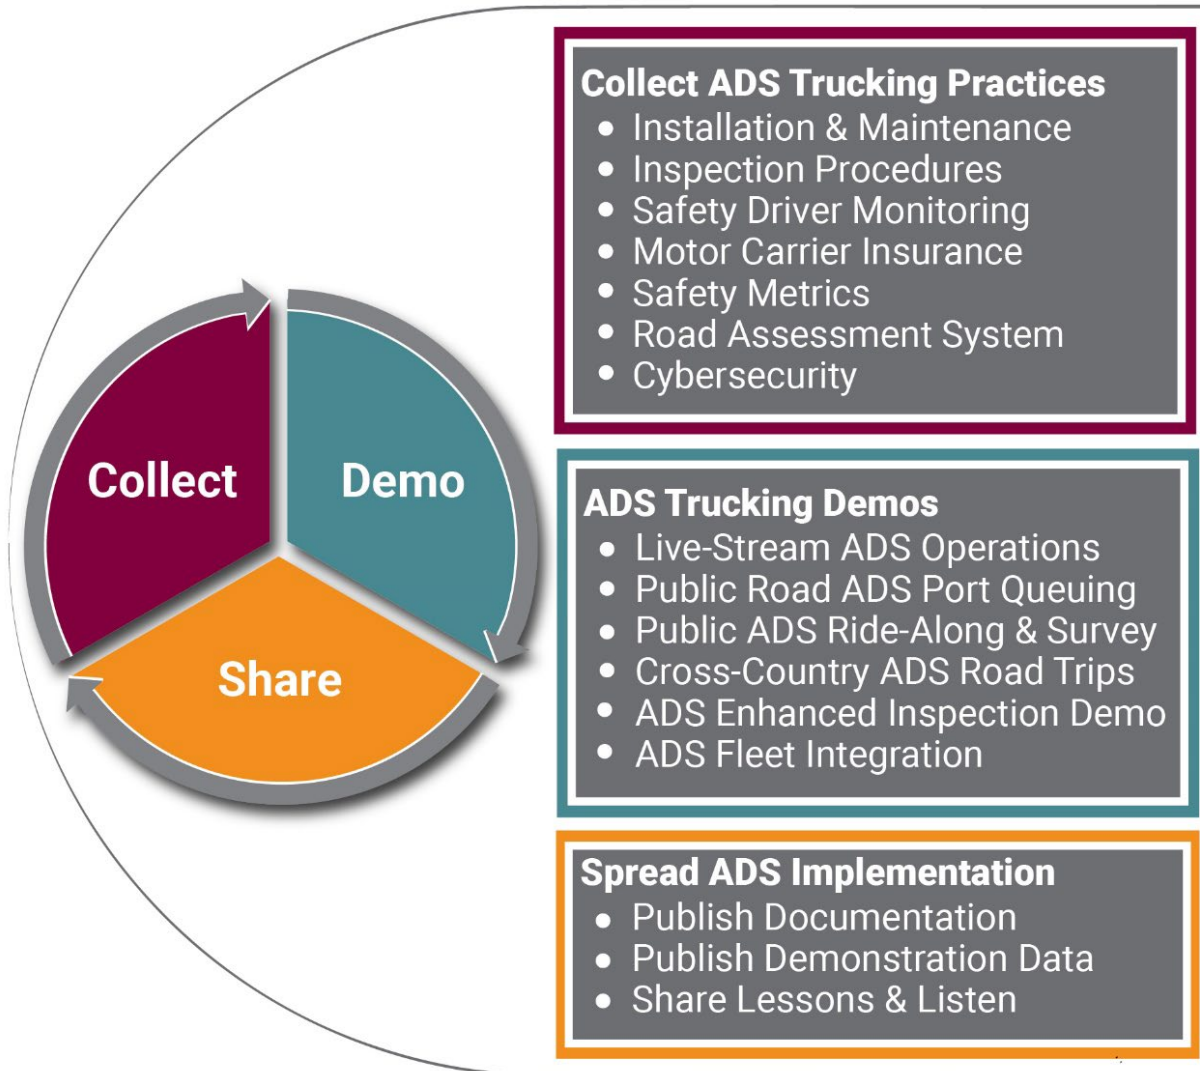 Collect
Demo
Share
Collect ADS Trucking Practices
• Installation & Maintenance
• Inspection Procedures
• Safety Driver Monitoring
• Motor Carrier Insurance
• Safety Metrics
• Road Assessment System
• Cybersecurity
ADS Trucking Demos
• Live-Stream ADS Operations
• Public Road ADS Port Queuing
• Public ADS Ride-Along & Survey
• Cross-Country ADS Road Trips
• ADS Enhanced Inspection Demo
• ADS Fleet Integration
Spread ADS Implementation
• Publish Documentation
• Publish Demonstration Data
• Share Lessons & Listen